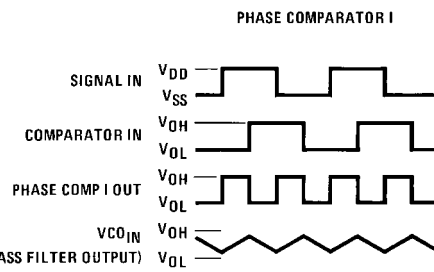 PHASE COMPARATOR I
SIGNAL IN
VDD
VSS
COMPARATOR IN
VOH
VOL
PHASE COMP I OUT
VOH
VOL
VCOIN
ASS FILTER OUTPUT)
VOH
VOL